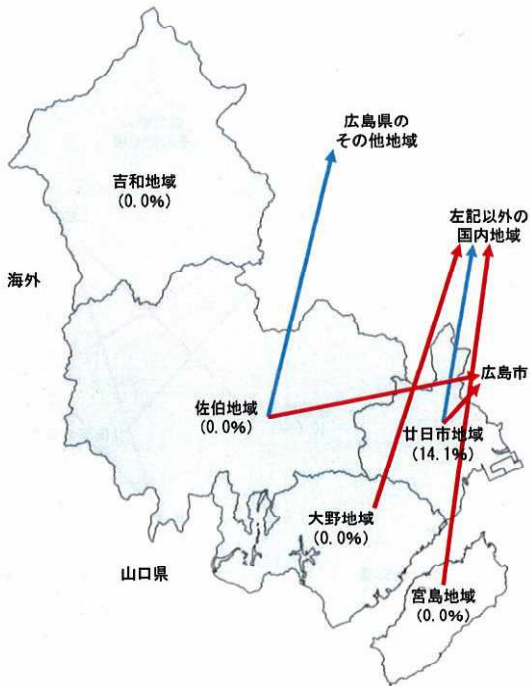 広島県の
その他地域
吉和地域
(0.0%)
左記以外の
国内地域
海外
広島市
佐伯地域
(0.0%)
廿日市地域
(14.1%)
大野地域
(0.0%)
山口県
宮島地域
(0.0%)